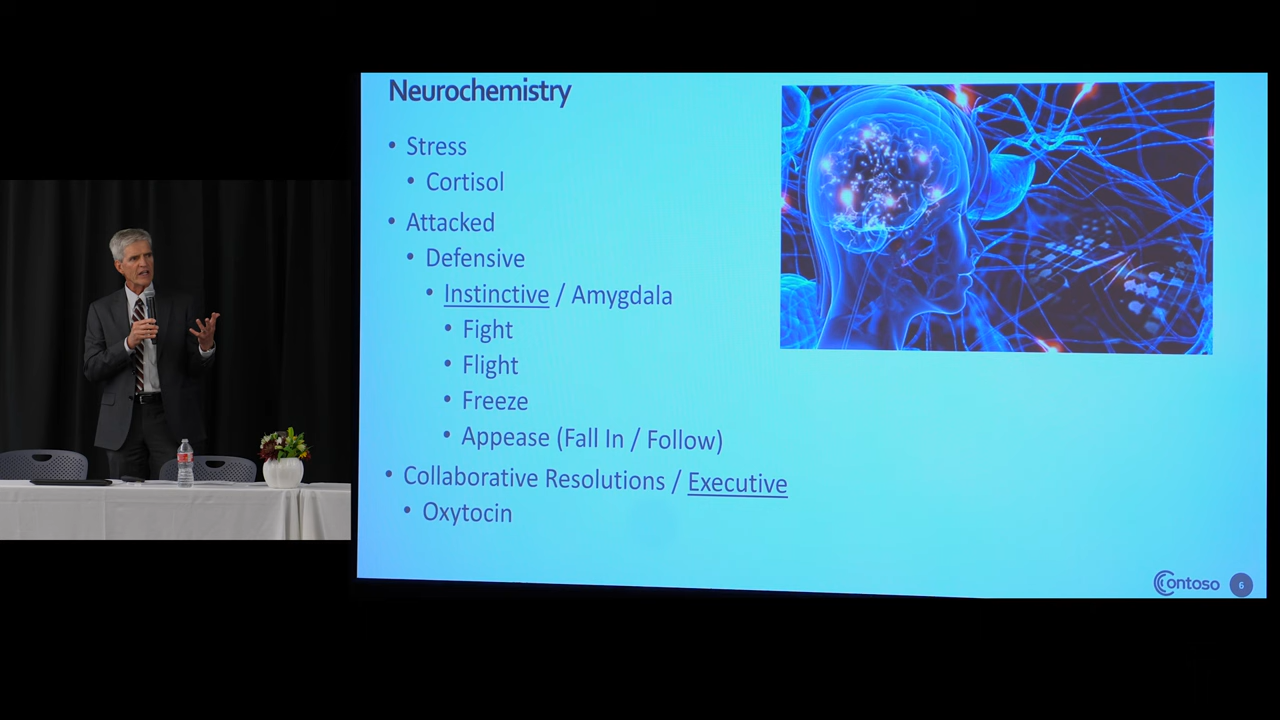 Neurochemistry
• Stress
• Cortisol
• Attacked
• Defensive
• Instinctive / Amygdala
• Fight
• Flight
• Freeze
• Appease (Fall In / Follow)
• Collaborative Resolutions / Executive
• Oxytocin
Contoso
6